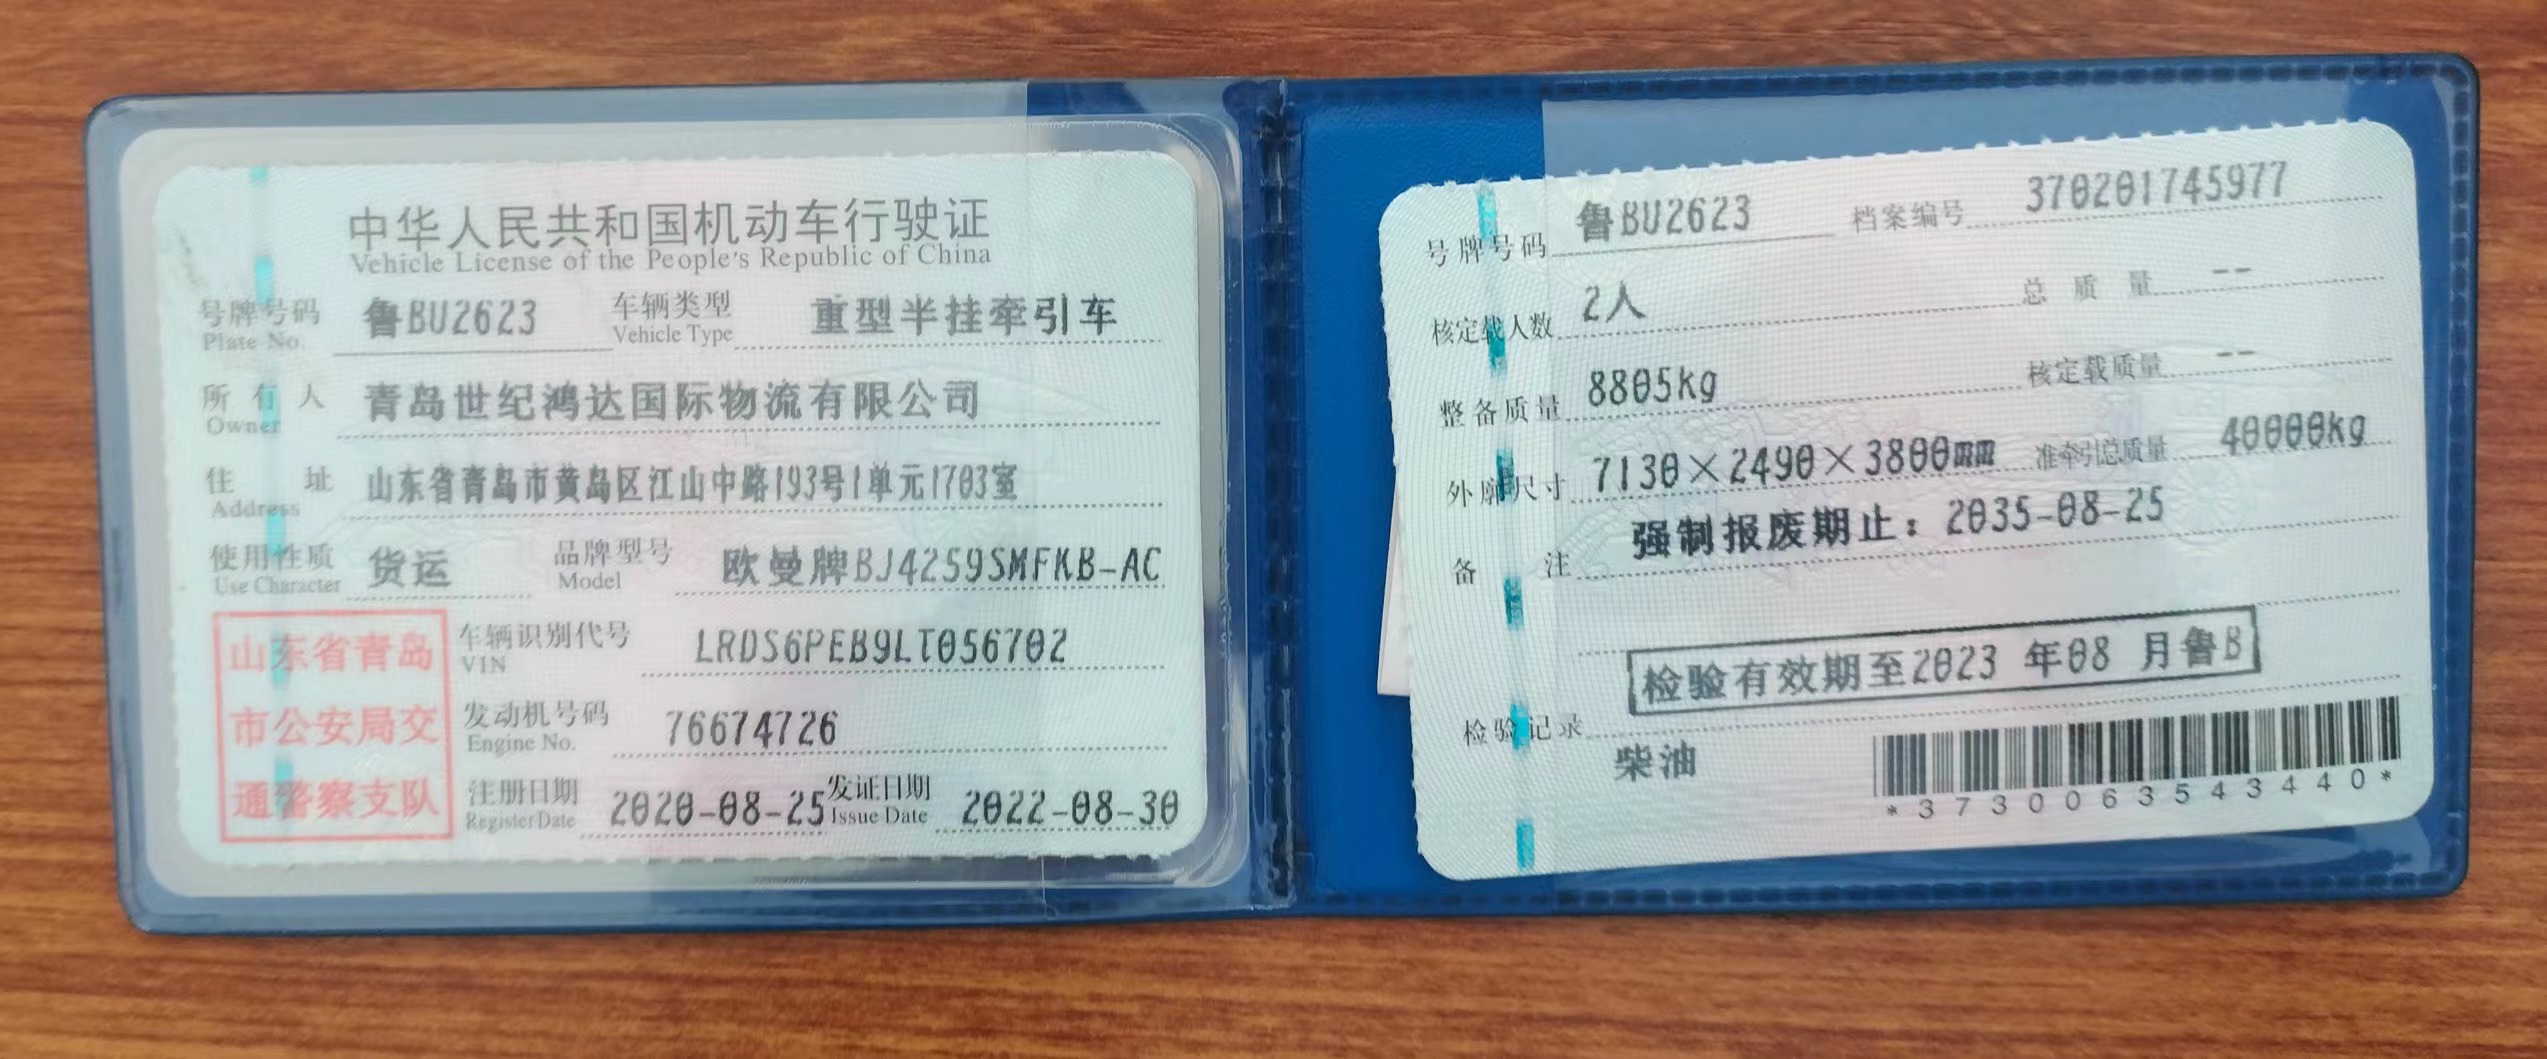 中华人民共和国机动车行驶证
Vehicle License of the People's Republic of China
号牌号码 鲁BU2623 车辆类型 重型半挂牵引车
Plate No. Vehicle Type
所有人 青岛世纪鸿达国际物流有限公司
Owner
住址 山东省青岛市黄岛区江山中路193号1单元1703室
Address
使用性质 货运 品牌型号 欧曼牌BJ4259SMFKB-AC
Use Character Model
山东省青岛
市公安局交
通警察支队
车辆识别代号 LRDS6PEB9LT056702
VIN
发动机号码 76674726
Engine No.
注册日期 2020-08-25 发证日期 2022-08-30
Register Date Issue Date
号牌号码 鲁BU2623 档案编号 370201745977
核定载人数 2人 总质量 --
整备质量 8805kg 核定载质量 --
外廓尺寸 7130×2490×3800mm 准牵引总质量 40000kg
备注 强制报废期止：2035-08-25
检验有效期至2023 年08 月鲁B
检验记录
柴油
*3730063543440*